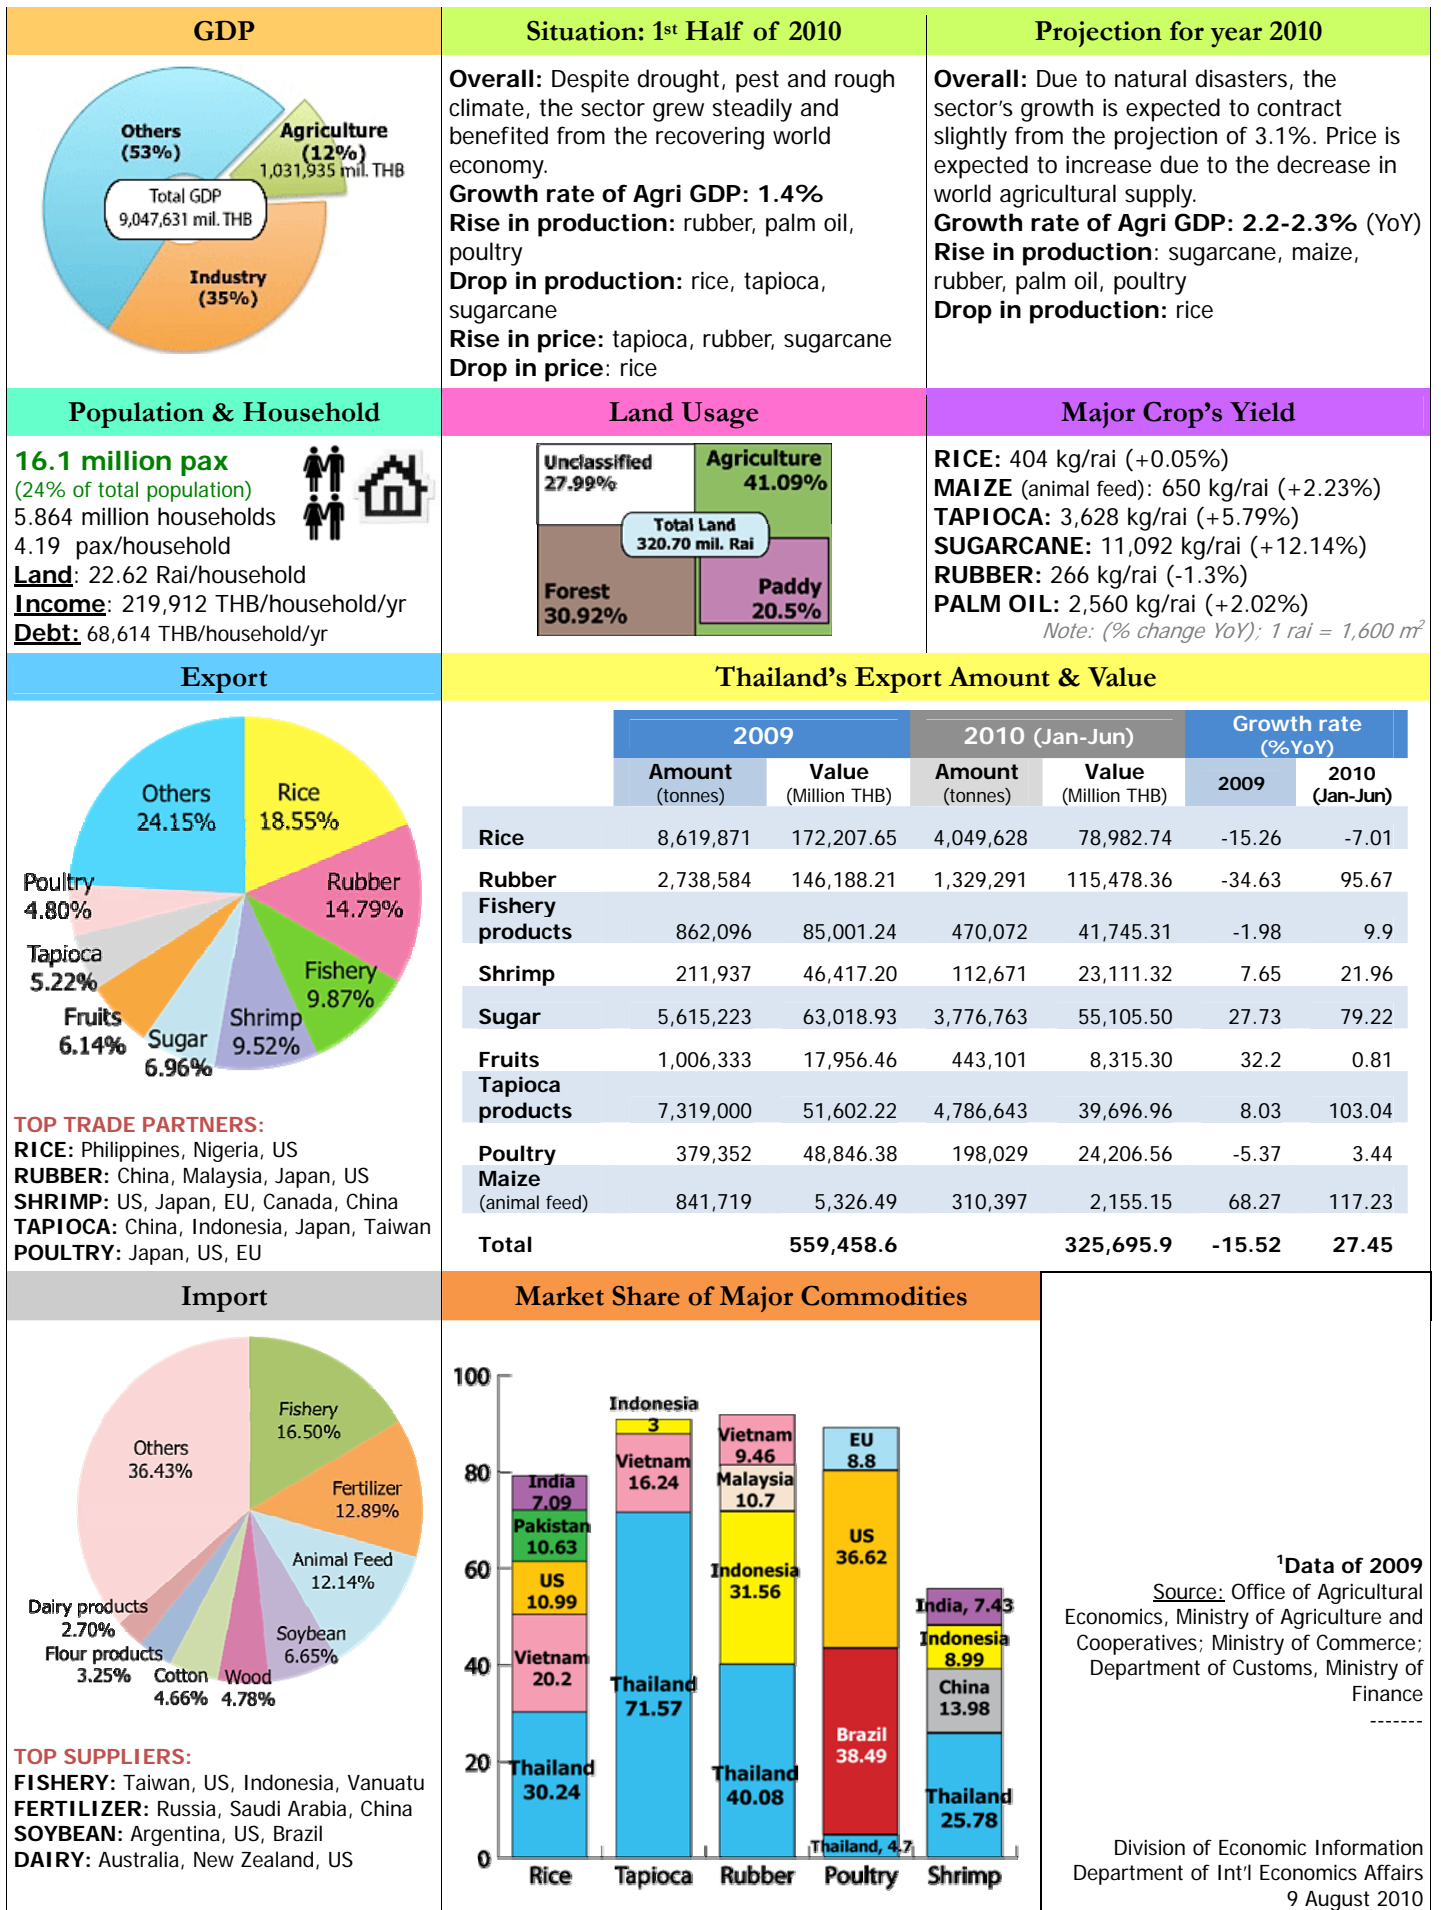 GDP
Others
(53%)
Agriculture
(12%)
1,031,935 mil. THB
Total GDP
9,047,631 mil. THB
Industry
(35%)
Situation: 1st Half of 2010
Overall: Despite drought, pest and rough
climate, the sector grew steadily and
benefited from the recovering world
economy.
Growth rate of Agri GDP: 1.4%
Rise in production: rubber, palm oil,
poultry
Drop in production: rice, tapioca,
sugarcane
Rise in price: tapioca, rubber, sugarcane
Drop in price: rice
Projection for year 2010
Overall: Due to natural disasters, the
sector's growth is expected to contract
slightly from the projection of 3.1%. Price is
expected to increase due to the decrease in
world agricultural supply.
Growth rate of Agri GDP: 2.2-2.3% (YoY)
Rise in production: sugarcane, maize,
rubber, palm oil, poultry
Drop in production: rice
Population & Household
16.1 million pax
(24% of total population)
5.864 million households
4.19 pax/household
Land: 22.62 Rai/household
Income: 219,912 THB/household/yr
Debt: 68,614 THB/household/yr
Land Usage
Unclassified
27.99%
Agriculture
41.09%
Total Land
320.70 mil. Rai
Forest
30.92%
Paddy
20.5%
Major Crop's Yield
RICE: 404 kg/rai (+0.05%)
MAIZE (animal feed): 650 kg/rai (+2.23%)
TAPIOCA: 3,628 kg/rai (+5.79%)
SUGARCANE: 11,092 kg/rai (+12.14%)
RUBBER: 266 kg/rai (-1.3%)
PALM OIL: 2,560 kg/rai (+2.02%)
Note: (% change YoY); 1 rai = 1,600 m2
Export
Others
24.15%
Rice
18.55%
Rubber
14.79%
Fishery
9.87%
Shrimp
9.52%
Sugar
6.96%
Fruits
6.14%
Tapioca
5.22%
Poultry
4.80%
TOP TRADE PARTNERS:
RICE: Philippines, Nigeria, US
RUBBER: China, Malaysia, Japan, US
SHRIMP: US, Japan, EU, Canada, China
TAPIOCA: China, Indonesia, Japan, Taiwan
POULTRY: Japan, US, EU
Thailand's Export Amount & Value
2009 2010 (Jan-Jun) Growth rate
(%YoY)
Amount Value Amount Value 2009 2010
(tonnes) (Million THB) (tonnes) (Million THB) (Jan-Jun)
Rice 8,619,871 172,207.65 4,049,628 78,982.74 -15.26 -7.01
Rubber 2,738,584 146,188.21 1,329,291 115,478.36 -34.63 95.67
Fishery
products 862,096 85,001.24 470,072 41,745.31 -1.98 9.9
Shrimp 211,937 46,417.20 112,671 23,111.32 7.65 21.96
Sugar 5,615,223 63,018.93 3,776,763 55,105.50 27.73 79.22
Fruits 1,006,333 17,956.46 443,101 8,315.30 32.2 0.81
Tapioca
products 7,319,000 51,602.22 4,786,643 39,696.96 8.03 103.04
Poultry 379,352 48,846.38 198,029 24,206.56 -5.37 3.44
Maize
(animal feed) 841,719 5,326.49 310,397 2,155.15 68.27 117.23
Total 559,458.6 325,695.9 -15.52 27.45
Import
Others
36.43%
Fishery
16.50%
Fertilizer
12.89%
Animal Feed
12.14%
Soybean
6.65%
Wood
4.78%
Cotton
4.66%
Flour products
3.25%
Dairy products
2.70%
TOP SUPPLIERS:
FISHERY: Taiwan, US, Indonesia, Vanuatu
FERTILIZER: Russia, Saudi Arabia, China
SOYBEAN: Argentina, US, Brazil
DAIRY: Australia, New Zealand, US
Market Share of Major Commodities
100
80
60
40
20
0
India
7.09
Pakistan
10.63
US
10.99
Vietnam
20.2
Thailand
30.24
Rice
Indonesia
3
Vietnam
16.24
Thailand
71.57
Tapioca
Vietnam
9.46
Malaysia
10.7
Indonesia
31.56
Thailand
40.08
Rubber
EU
8.8
US
36.62
Brazil
38.49
Thailand, 4.7
Poultry
India, 7.43
Indonesia
8.99
China
13.98
Thailand
25.78
Shrimp
1Data of 2009
Source: Office of Agricultural
Economics, Ministry of Agriculture and
Cooperatives; Ministry of Commerce;
Department of Customs, Ministry of
Finance
-------
Division of Economic Information
Department of Int'l Economics Affairs
9 August 2010